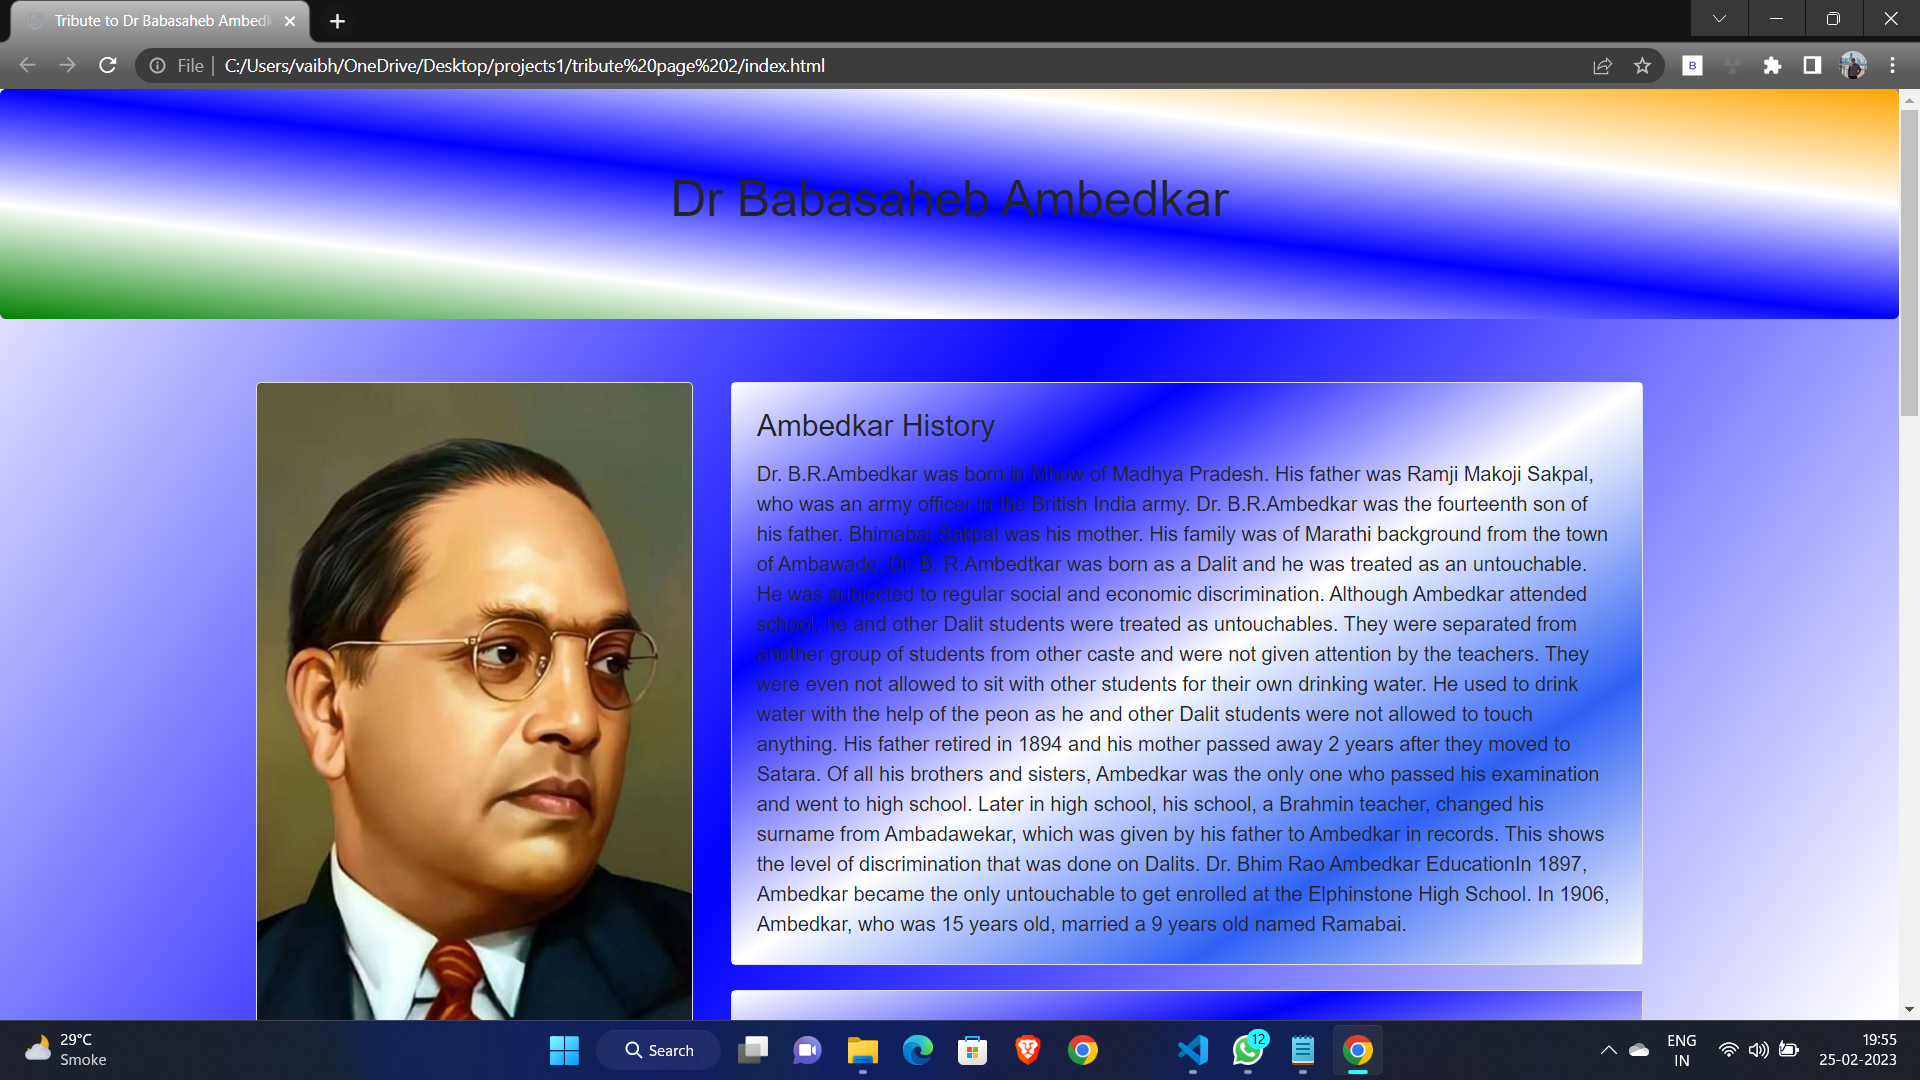 Tribute to Dr Babasaheb Ambedk
File
C:/Users/vaibh/OneDrive/Desktop/projects1/tribute%20page%202/index.html
B
Dr Babasaheb Ambedkar
Ambedkar History
Dr. B.R.Ambedkar was born in Mhow of Madhya Pradesh. His father was Ramji Makoji Sakpal,
who was an army officer in the British India army. Dr. B.R.Ambedkar was the fourteenth son of
his father. Bhimabai Sakpal was his mother. His family was of Marathi background from the town
of Ambawade. Dr. B. R.Ambedtkar was born as a Dalit and he was treated as an untouchable.
He was subjected to regular social and economic discrimination. Although Ambedkar attended
school, he and other Dalit students were treated as untouchables. They were separated from
another group of students from other caste and were not given attention by the teachers. They
were even not allowed to sit with other students for their own drinking water. He used to drink
water with the help of the peon as he and other Dalit students were not allowed to touch
anything. His father retired in 1894 and his mother passed away 2 years after they moved to
Satara. Of all his brothers and sisters, Ambedkar was the only one who passed his examination
and went to high school. Later in high school, his school, a Brahmin teacher, changed his
surname from Ambadawekar, which was given by his father to Ambedkar in records. This shows
the level of discrimination that was done on Dalits. Dr. Bhim Rao Ambedkar EducationIn 1897,
Ambedkar became the only untouchable to get enrolled at the Elphinstone High School. In 1906,
Ambedkar, who was 15 years old, married a 9 years old named Ramabai.
29°C
Smoke
Search
12
ENG
IN
19:55
25-02-2023